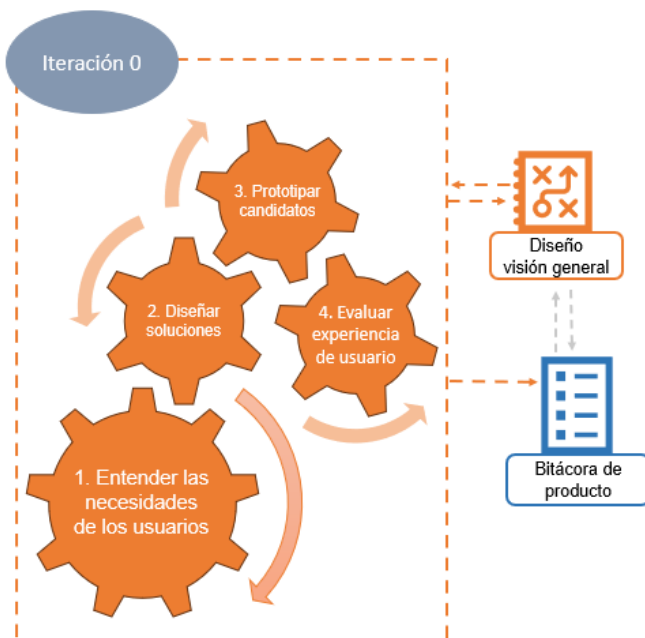 Iteración 0
3. Prototipar
candidatos
2. Diseñar
soluciones
4. Evaluar
experiencia
de usuario
1. Entender las
necesidades
de los usuarios
Diseño
visión general
Bitácora de
producto